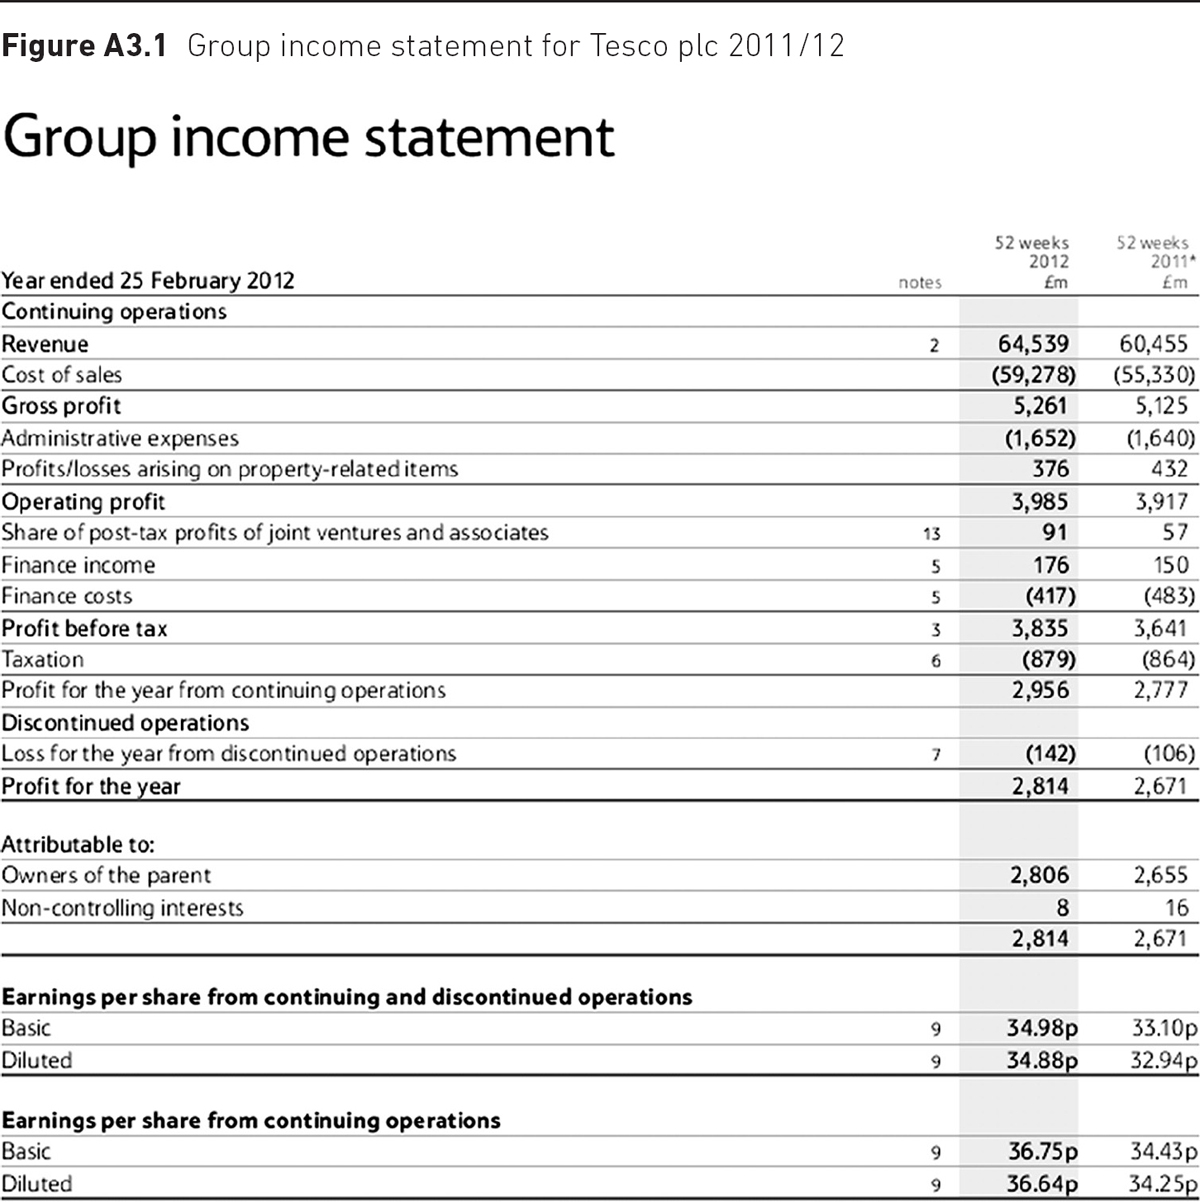 Figure A3.1 Group income statement for Tesco plc 2011/12
Group income statement
52 weeks 52 weeks
2012 2011*
Year ended 25 February 2012 notes £m £m
Continuing operations
Revenue 2 64,539 60,455
Cost of sales (59,278) (55,330)
Gross profit 5,261 5,125
Administrative expenses (1,652) (1,640)
Profits/losses arising on property-related items 376 432
Operating profit 3,985 3,917
Share of post-tax profits of joint ventures and associates 13 91 57
Finance income 5 176 150
Finance costs 5 (417) (483)
Profit before tax 3 3,835 3,641
Taxation 6 (879) (864)
Profit for the year from continuing operations 2,956 2,777
Discontinued operations
Loss for the year from discontinued operations 7 (142) (106)
Profit for the year 2,814 2,671
Attributable to:
Owners of the parent 2,806 2,655
Non-controlling interests 8 16
2,814 2,671
Earnings per share from continuing and discontinued operations
Basic 9 34.98p 33.10p
Diluted 9 34.88p 32.94p
Earnings per share from continuing operations
Basic 9 36.75p 34.43p
Diluted 9 36.64p 34.25p